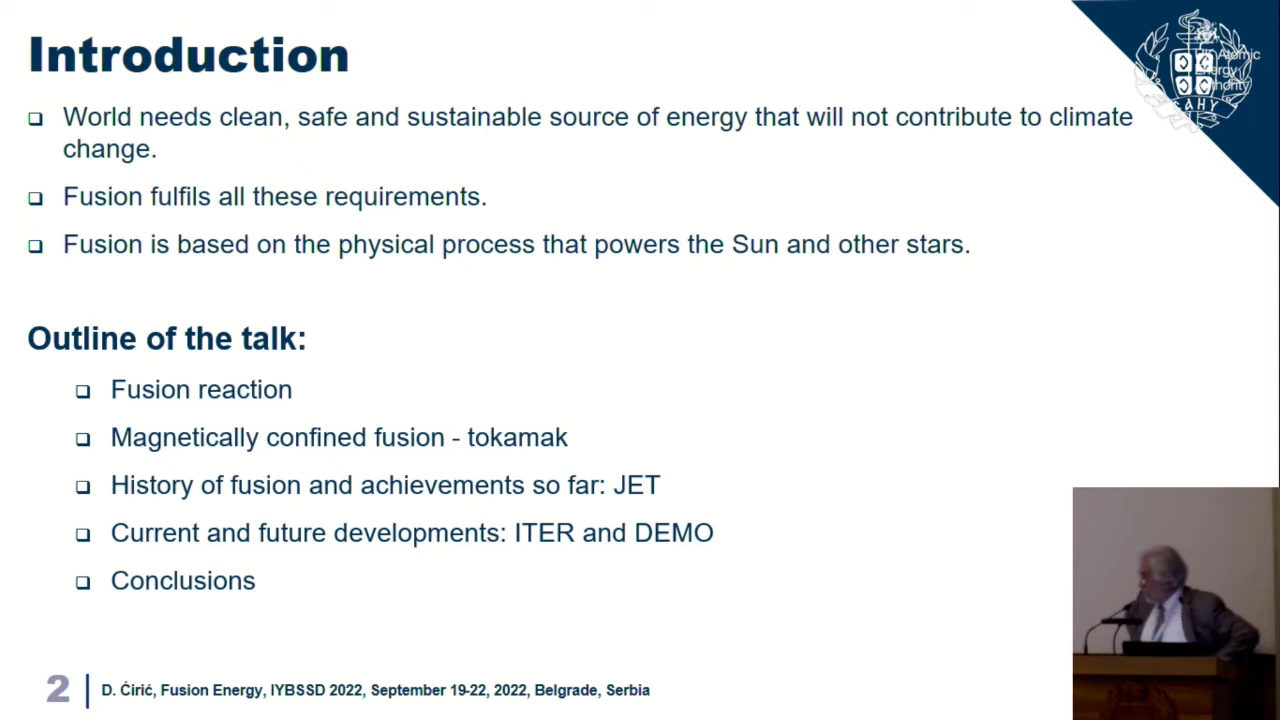 Introduction
World needs clean, safe and sustainable source of energy that will not contribute to climate
change.
Fusion fulfils all these requirements.
Fusion is based on the physical process that powers the Sun and other stars.
Outline of the talk:
Fusion reaction
Magnetically confined fusion - tokamak
History of fusion and achievements so far: JET
Current and future developments: ITER and DEMO
Conclusions
2
D. Ćirić, Fusion Energy, IYBSSD 2022, September 19-22, 2022, Belgrade, Serbia
Atomic
Energy
САНУ